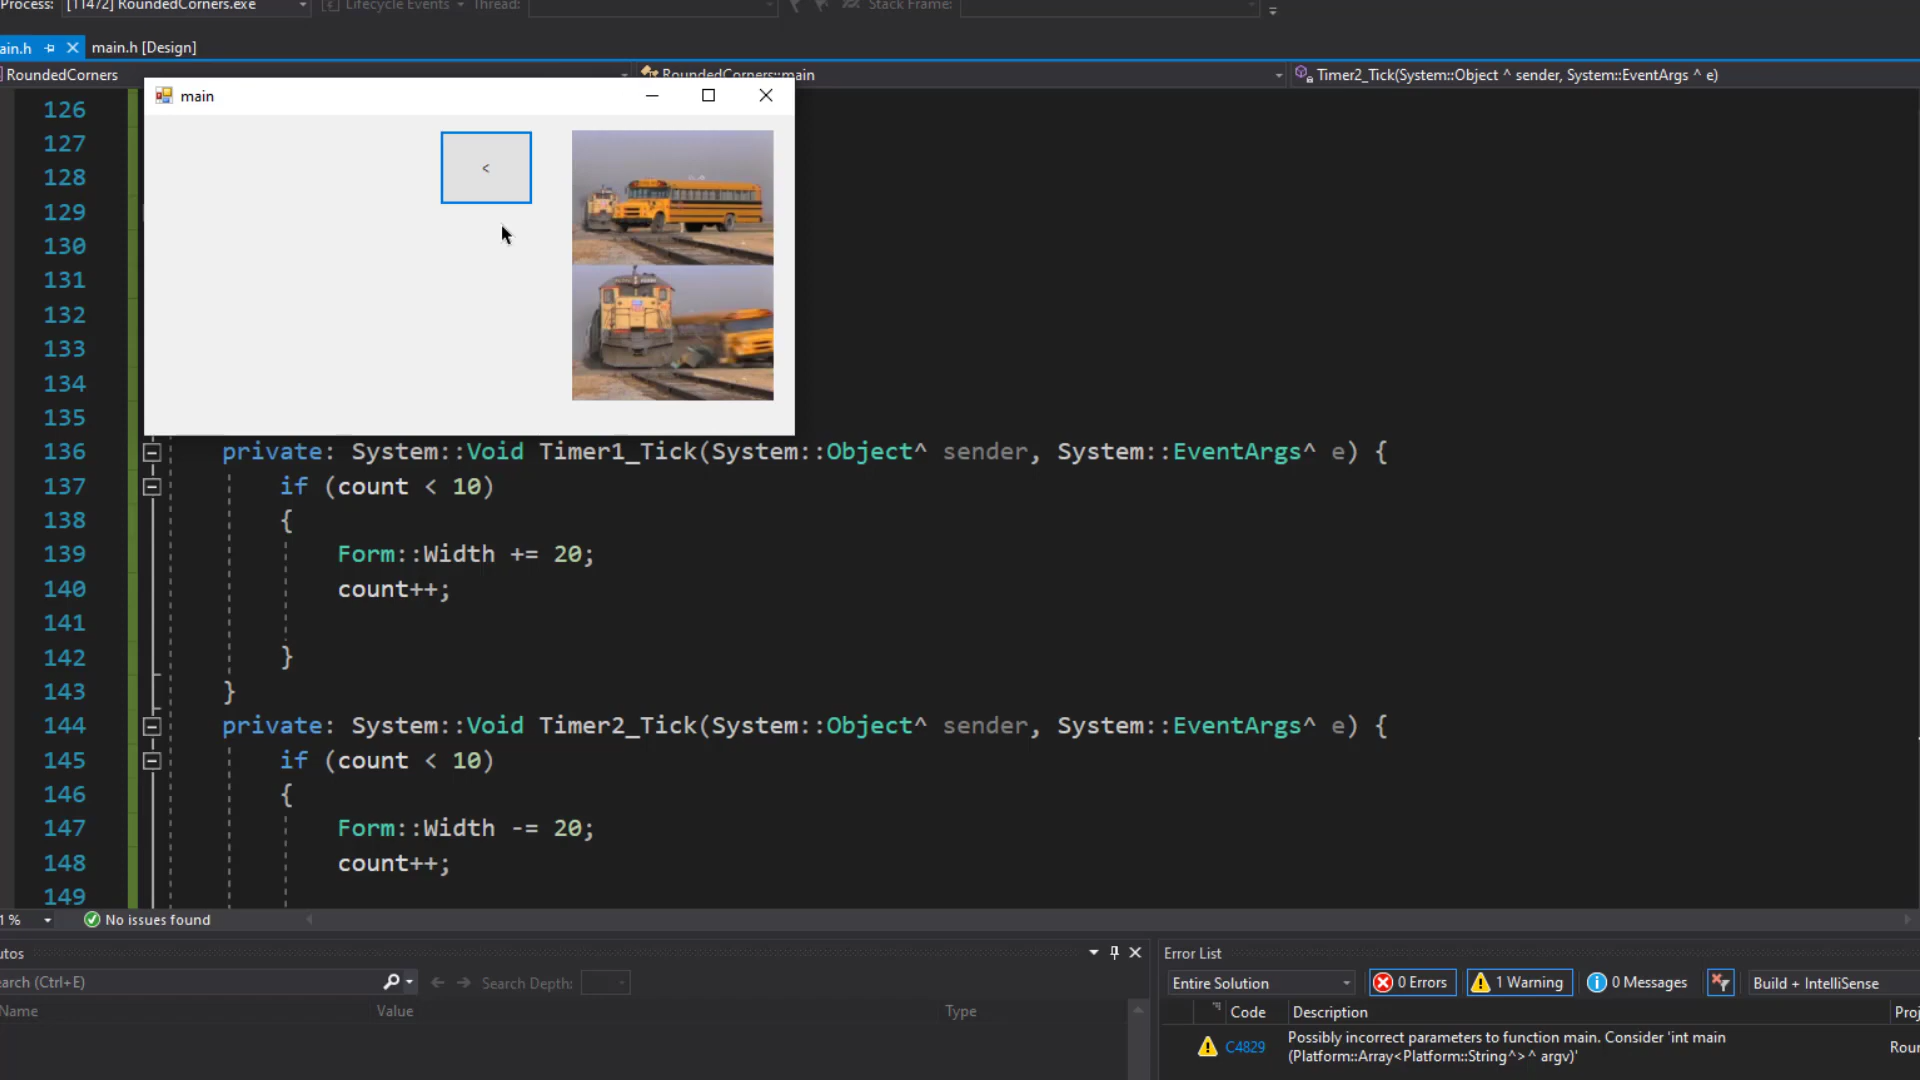 Process: [11472] RoundedCorners.exe Lifecycle Events Thread: Stack Frame:
ain.h main.h [Design]
RoundedCorners RoundedCorners::main Timer2_Tick(System::Object ^ sender, System::EventArgs ^ e)
main
<
126
127
128
129
130
131
132
133
134
135
136 private: System::Void Timer1_Tick(System::Object^ sender, System::EventArgs^ e) {
137 if (count < 10)
138 {
139 Form::Width += 20;
140 count++;
141
142 }
143 }
144 private: System::Void Timer2_Tick(System::Object^ sender, System::EventArgs^ e) {
145 if (count < 10)
146 {
147 Form::Width -= 20;
148 count++;
149
1 % No issues found
utos
earch (Ctrl+E) Search Depth:
Name Value Type
Error List
Entire Solution 0 Errors 1 Warning 0 Messages Build + IntelliSense
Code Description Proj
C4829 Possibly incorrect parameters to function main. Consider 'int main
(Platform::Array<Platform::String^>^ argv)' Roun